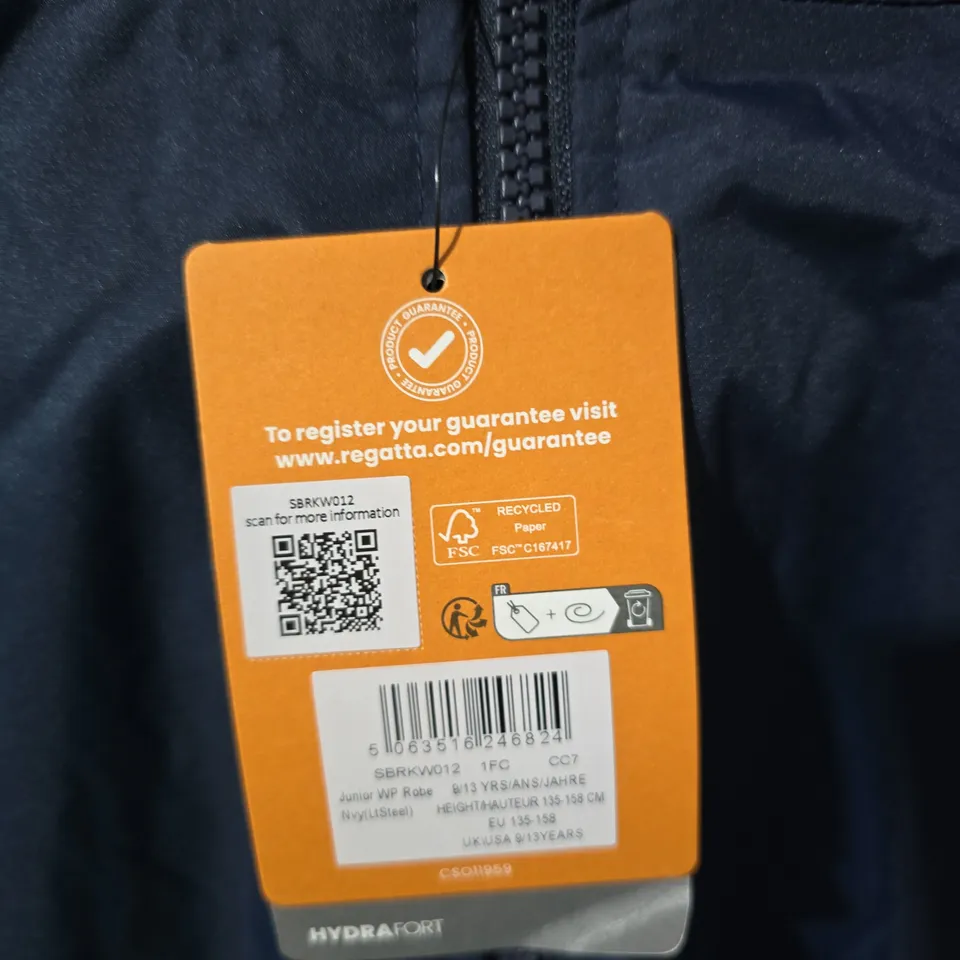 PRODUCT GUARANTEE • PRODUCT GUARANTEE •
To register your guarantee visit
www.regatta.com/guarantee
SBRKW012
scan for more information
FSC™
RECYCLED
Paper
FSC™ C167417
FR
+
5 063516 246824
SBRKW012 1FC CC7
Junior WP Robe 9/13 YRS/ANS/JAHRE
Nvy(LtSteel) HEIGHT/HAUTEUR 135-158 CM
EU 135-158
UK/USA 9/13YEARS
CSO11959
HYDRAFORT